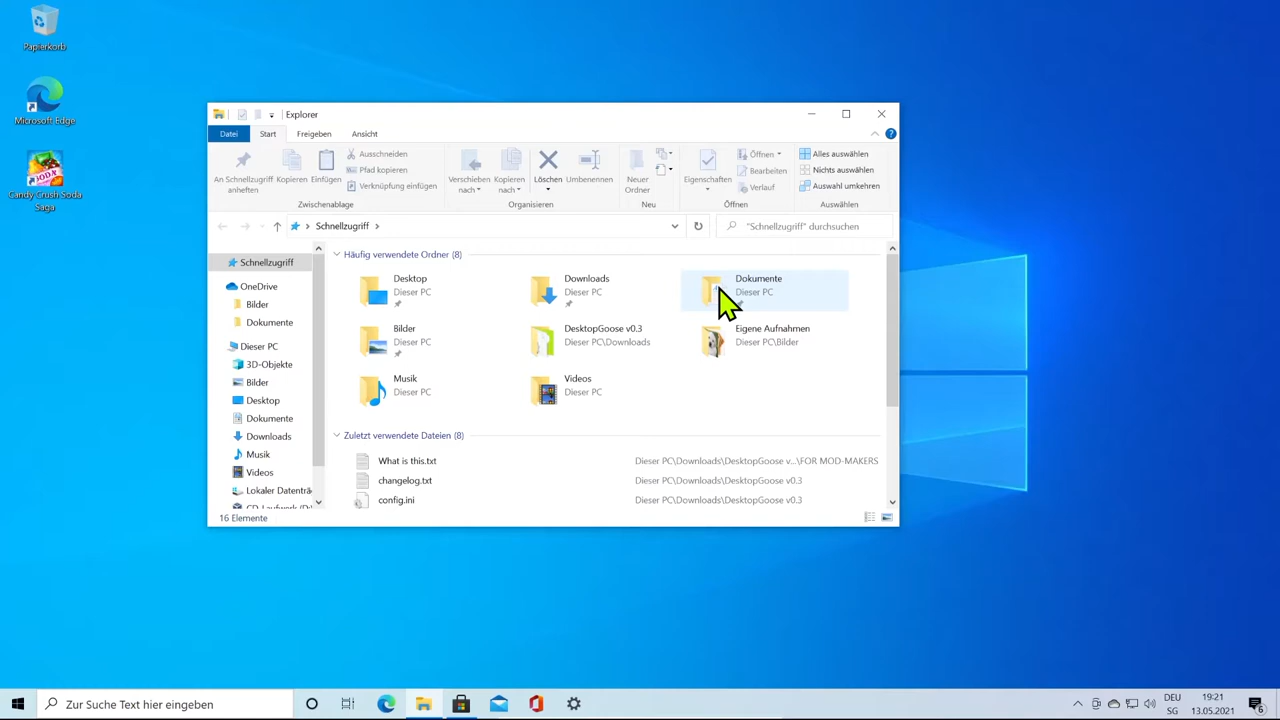 Papierkorb
Microsoft Edge
Candy Crush Soda
Saga
Explorer
Datei
Start
Freigeben
Ansicht
An Schnellzugriff
anheften
Kopieren
Einfügen
Ausschneiden
Pfad kopieren
Verknüpfung einfügen
Zwischenablage
Verschieben
nach
Kopieren
nach
Löschen
Umbenennen
Organisieren
Neuer
Ordner
Neu
Eigenschaften
Öffnen
Bearbeiten
Verlauf
Öffnen
Alles auswählen
Nichts auswählen
Auswahl umkehren
Auswählen
Schnellzugriff
"Schnellzugriff" durchsuchen
Schnellzugriff
OneDrive
Bilder
Dokumente
Dieser PC
3D-Objekte
Bilder
Desktop
Dokumente
Downloads
Musik
Videos
Lokaler Datenträ
CD-Laufwerk (D:)
Häufig verwendete Ordner (8)
Desktop
Dieser PC
Downloads
Dieser PC
Dokumente
Dieser PC
Bilder
Dieser PC
DesktopGoose v0.3
Dieser PC\Downloads
Eigene Aufnahmen
Dieser PC\Bilder
Musik
Dieser PC
Videos
Dieser PC
Zuletzt verwendete Dateien (8)
What is this.txt Dieser PC\Downloads\DesktopGoose v...\FOR MOD-MAKERS
changelog.txt Dieser PC\Downloads\DesktopGoose v0.3
config.ini Dieser PC\Downloads\DesktopGoose v0.3
16 Elemente
Zur Suche Text hier eingeben
DEU
SG
19:21
13.05.2021
6